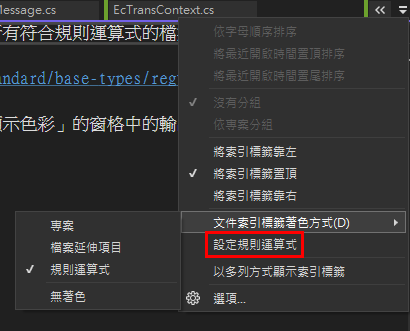 Message.cs
EcTransContext.cs
所有符合規則運算式的檔
andard/base-types/reg
顯示色彩」的窗格中的輸
依字母順序排序
將最近開啟時間置頂排序
將最近開啟時間置尾排序
沒有分組
依專案分組
將索引標籤靠左
將索引標籤置頂
將索引標籤靠右
文件索引標籤著色方式(D)
設定規則運算式
以多列方式顯示索引標籤
選項...
專案
檔案延伸項目
規則運算式
無著色